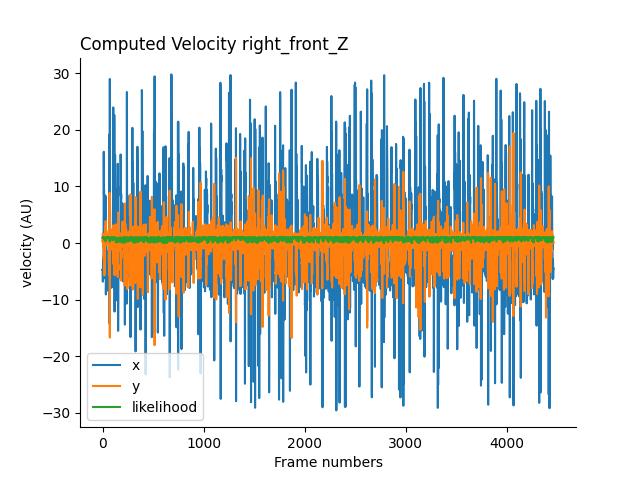 Computed Velocity right_front_Z
velocity (AU)
30
20
10
0
−10
−20
−30
x
y
likelihood
0
1000
2000
3000
4000
Frame numbers